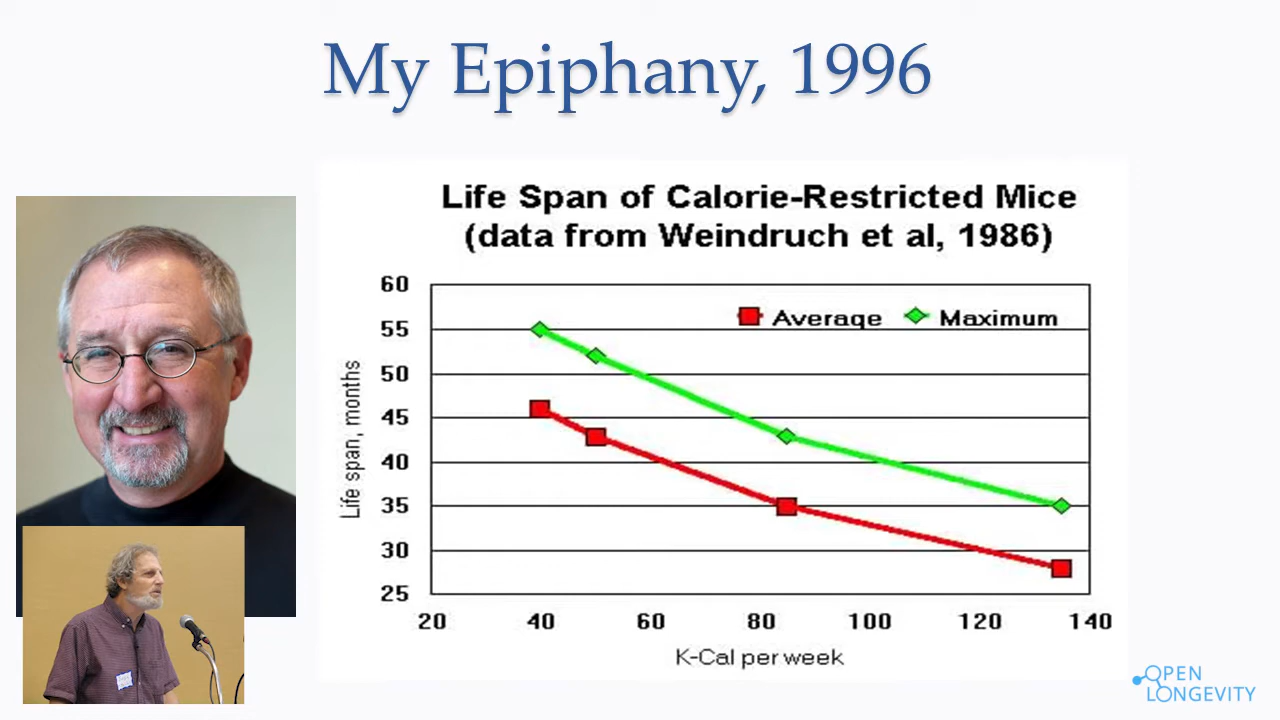 My Epiphany, 1996
Life Span of Calorie-Restricted Mice
(data from Weindruch et al, 1986)
Average
Maximum
Life span, months
60
55
50
45
40
35
30
25
20 40 60 80 100 120 140
K-Cal per week
OPEN
LONGEVITY